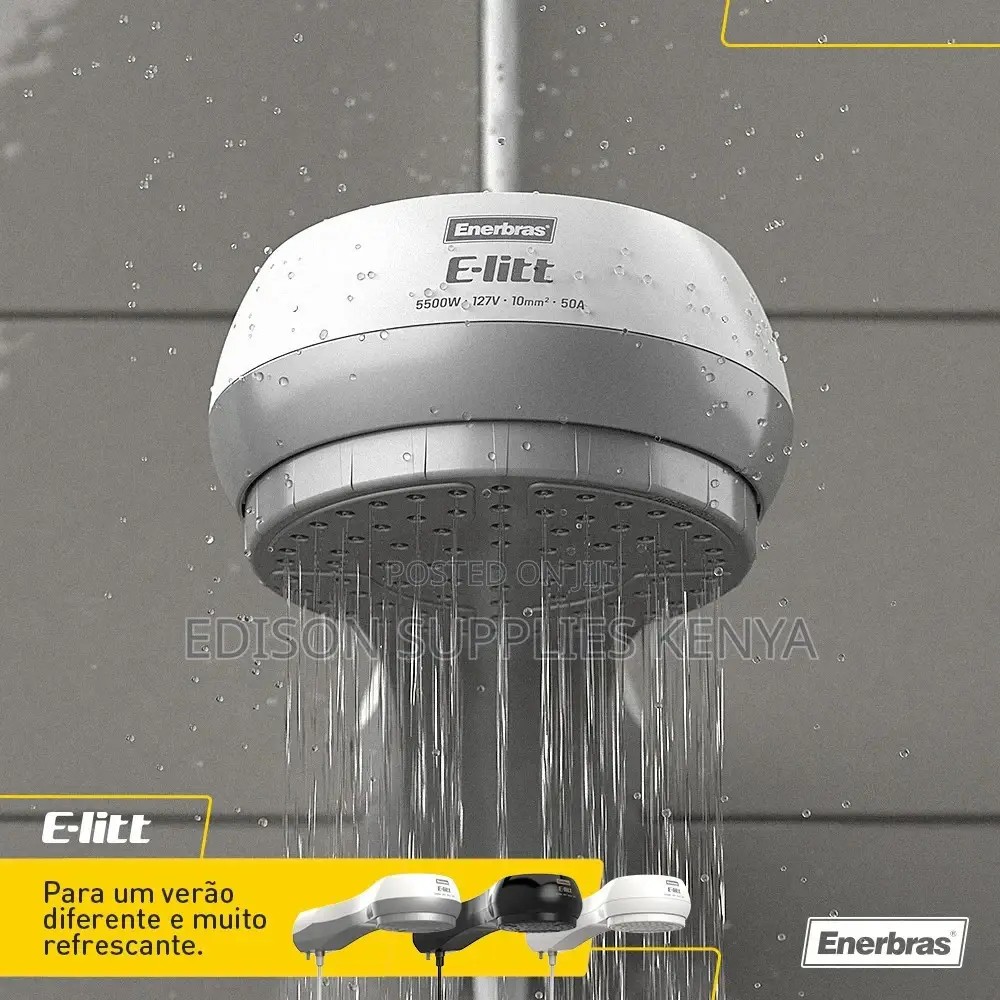 Enerbras®
E-litt
5500W · 127V · 10mm² · 50A
POSTED ON JIJI
EDISON SUPPLIES KENYA
E-litt
Para um verão
diferente e muito
refrescante.
Enerbras®